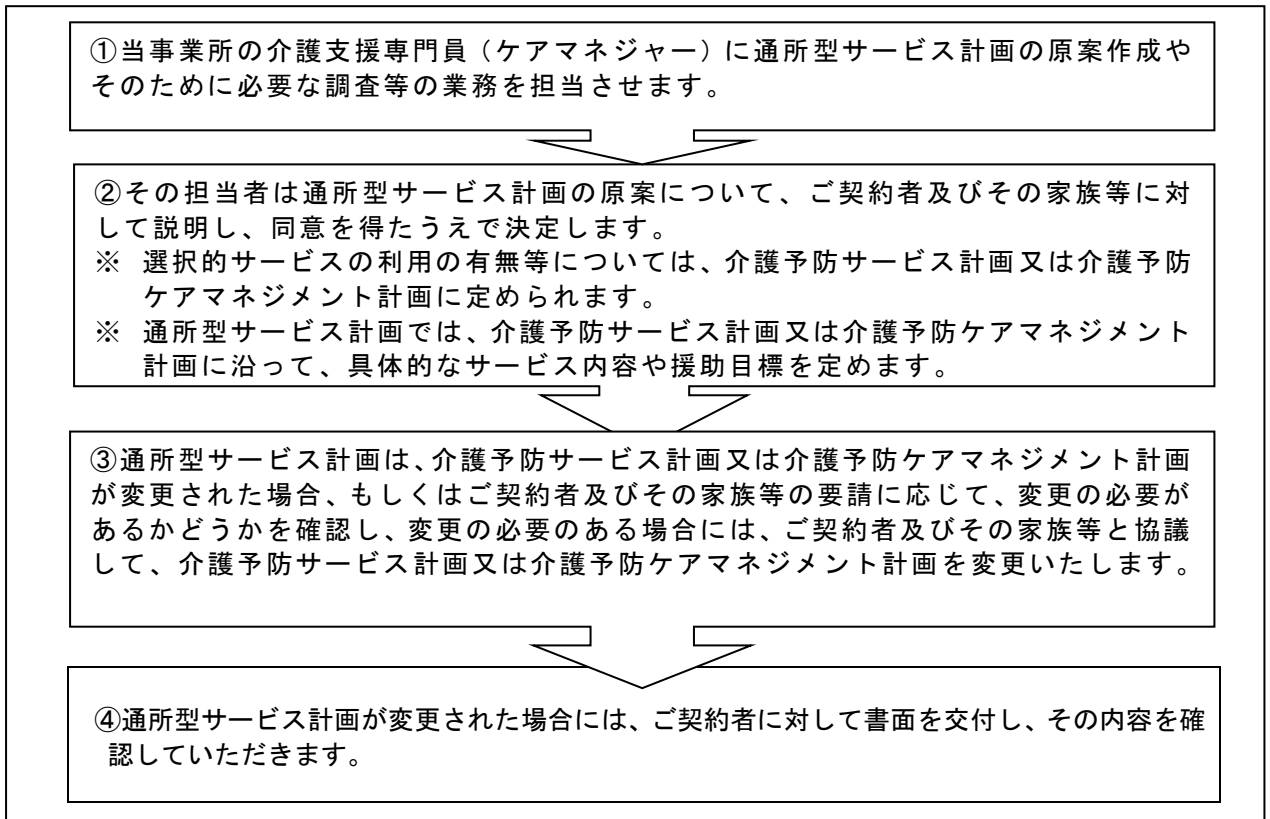 ①当事業所の介護支援専門員（ケアマネジャー）に通所型サービス計画の原案作成や
そのために必要な調査等の業務を担当させます。
②その担当者は通所型サービス計画の原案について、ご契約者及びその家族等に対
して説明し、同意を得たうえで決定します。
※　選択的サービスの利用の有無等については、介護予防サービス計画又は介護予防
ケアマネジメント計画に定められます。
※　通所型サービス計画では、介護予防サービス計画又は介護予防ケアマネジメント
計画に沿って、具体的なサービス内容や援助目標を定めます。
③通所型サービス計画は、介護予防サービス計画又は介護予防ケアマネジメント計画
が変更された場合、もしくはご契約者及びその家族等の要請に応じて、変更の必要が
あるかどうかを確認し、変更の必要のある場合には、ご契約者及びその家族等と協議
して、介護予防サービス計画又は介護予防ケアマネジメント計画を変更いたします。
④通所型サービス計画が変更された場合には、ご契約者に対して書面を交付し、その内容を確
認していただきます。